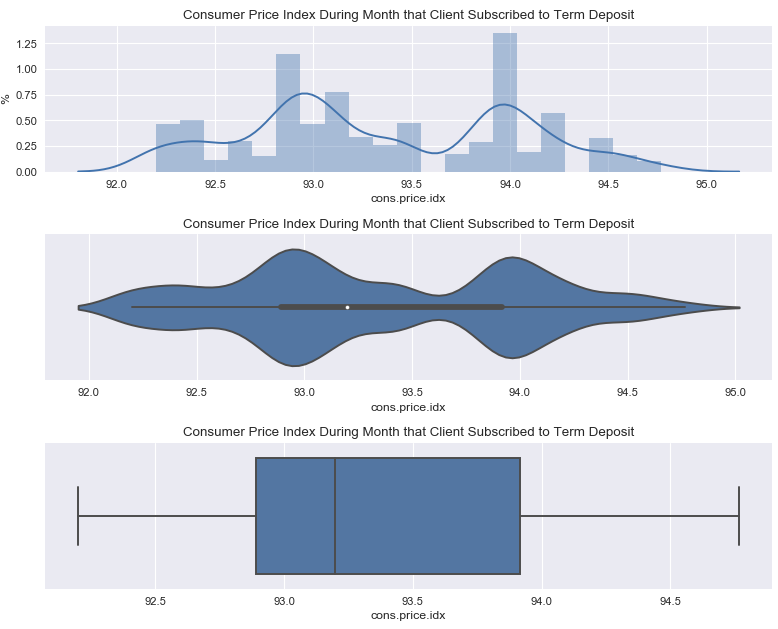 Consumer Price Index During Month that Client Subscribed to Term Deposit
%
1.25
1.00
0.75
0.50
0.25
0.00
92.0 92.5 93.0 93.5 94.0 94.5 95.0
cons.price.idx
Consumer Price Index During Month that Client Subscribed to Term Deposit
92.0 92.5 93.0 93.5 94.0 94.5 95.0
cons.price.idx
Consumer Price Index During Month that Client Subscribed to Term Deposit
92.5 93.0 93.5 94.0 94.5
cons.price.idx